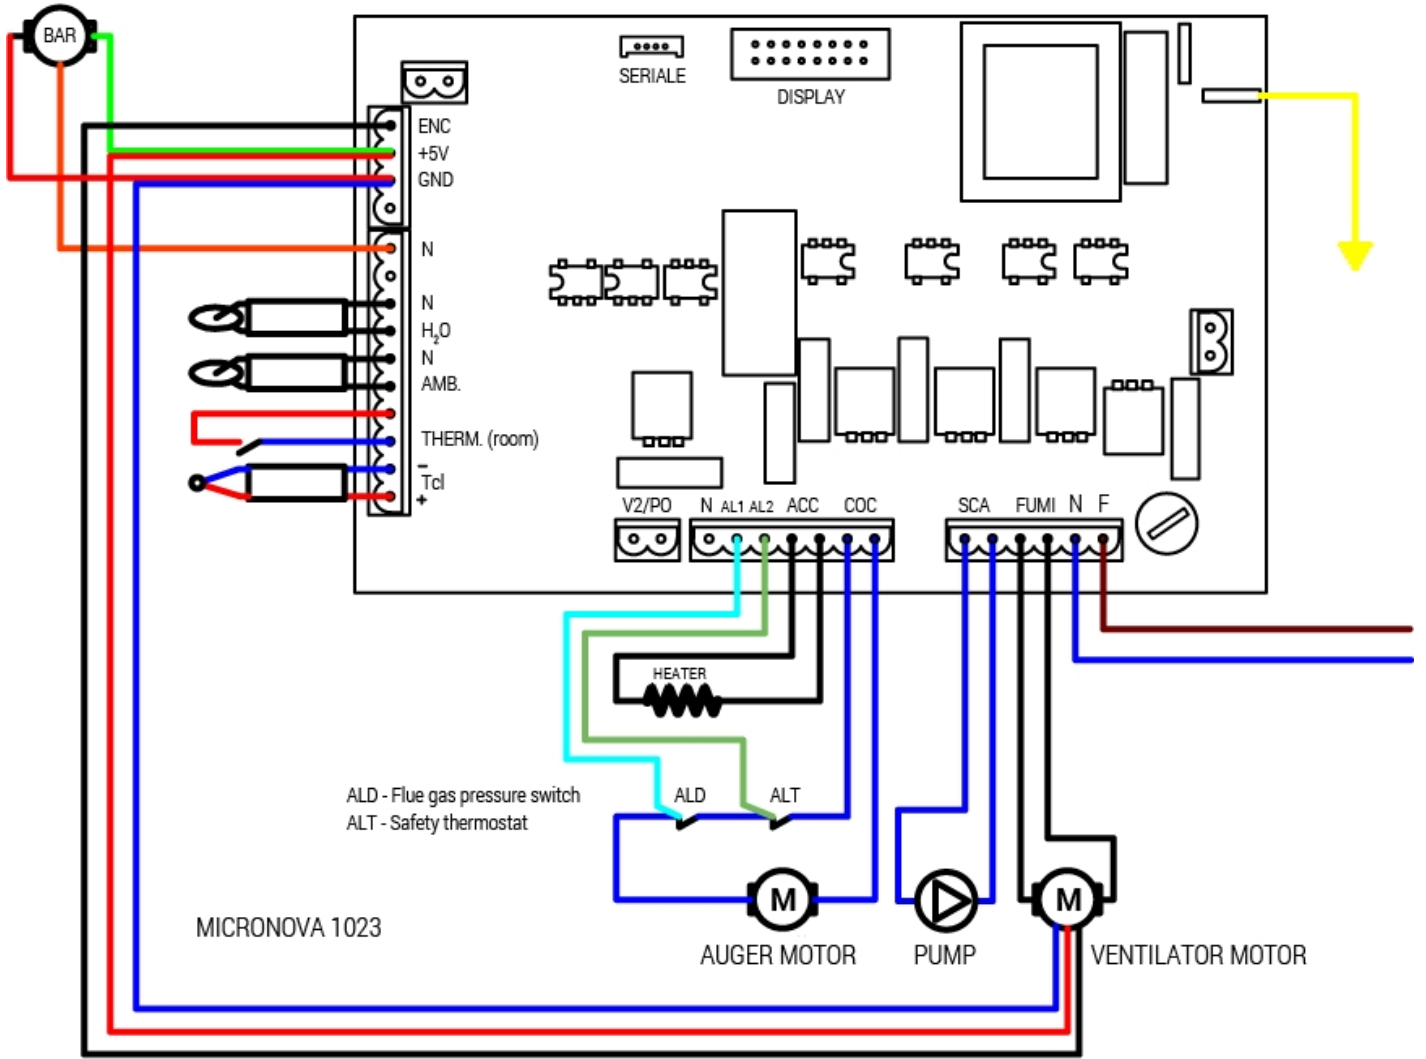 BAR
SERIALE
DISPLAY
ENC
+5V
GND
N
N
H₂O
N
AMB.
THERM. (room)
−
Tcl
+
V2/PO N AL1 AL2 ACC COC
SCA FUMI N F
HEATER
ALD - Flue gas pressure switch
ALT - Safety thermostat
ALD ALT
M M
MICRONOVA 1023
AUGER MOTOR PUMP VENTILATOR MOTOR